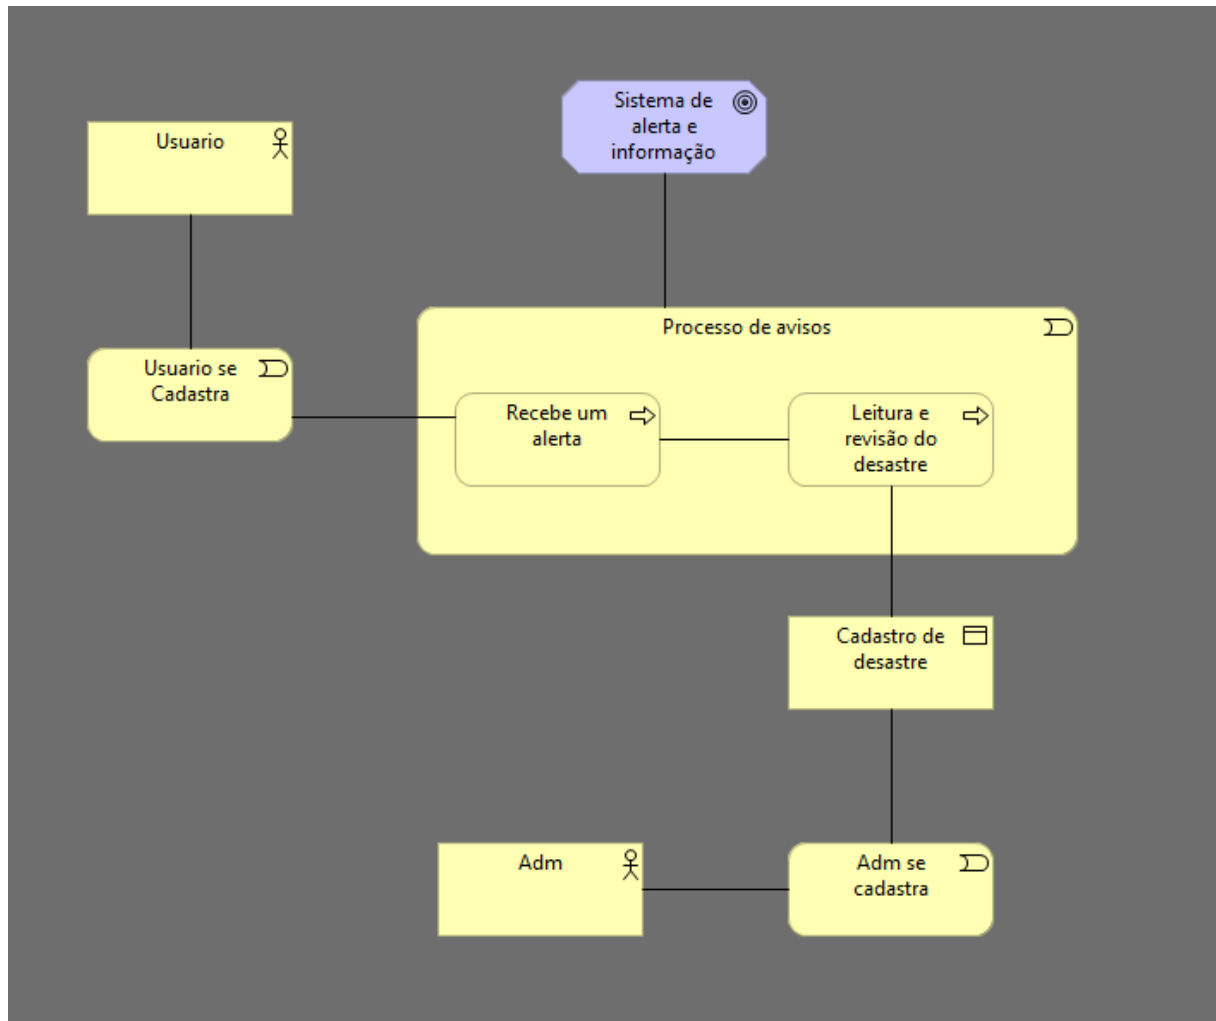 Sistema de
alerta e
informação
Usuario
Processo de avisos
Usuario se
Cadastra
Recebe um
alerta
Leitura e
revisão do
desastre
Cadastro de
desastre
Adm
Adm se
cadastra